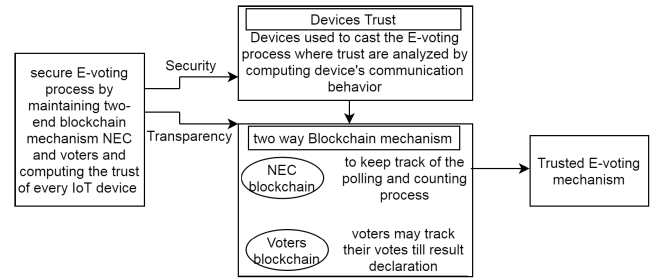 secure E-voting
process by
maintaining two-
end blockchain
mechanism NEC
and voters and
computing the trust
of every IoT device
Security
Transparency
Devices Trust
Devices used to cast the E-voting
process where trust are analyzed by
computing device's communication
behavior
two way Blockchain mechanism
NEC
blockchain
to keep track of the
polling and counting
process
Voters
blockchain
voters may track
their votes till result
declaration
Trusted E-voting
mechanism